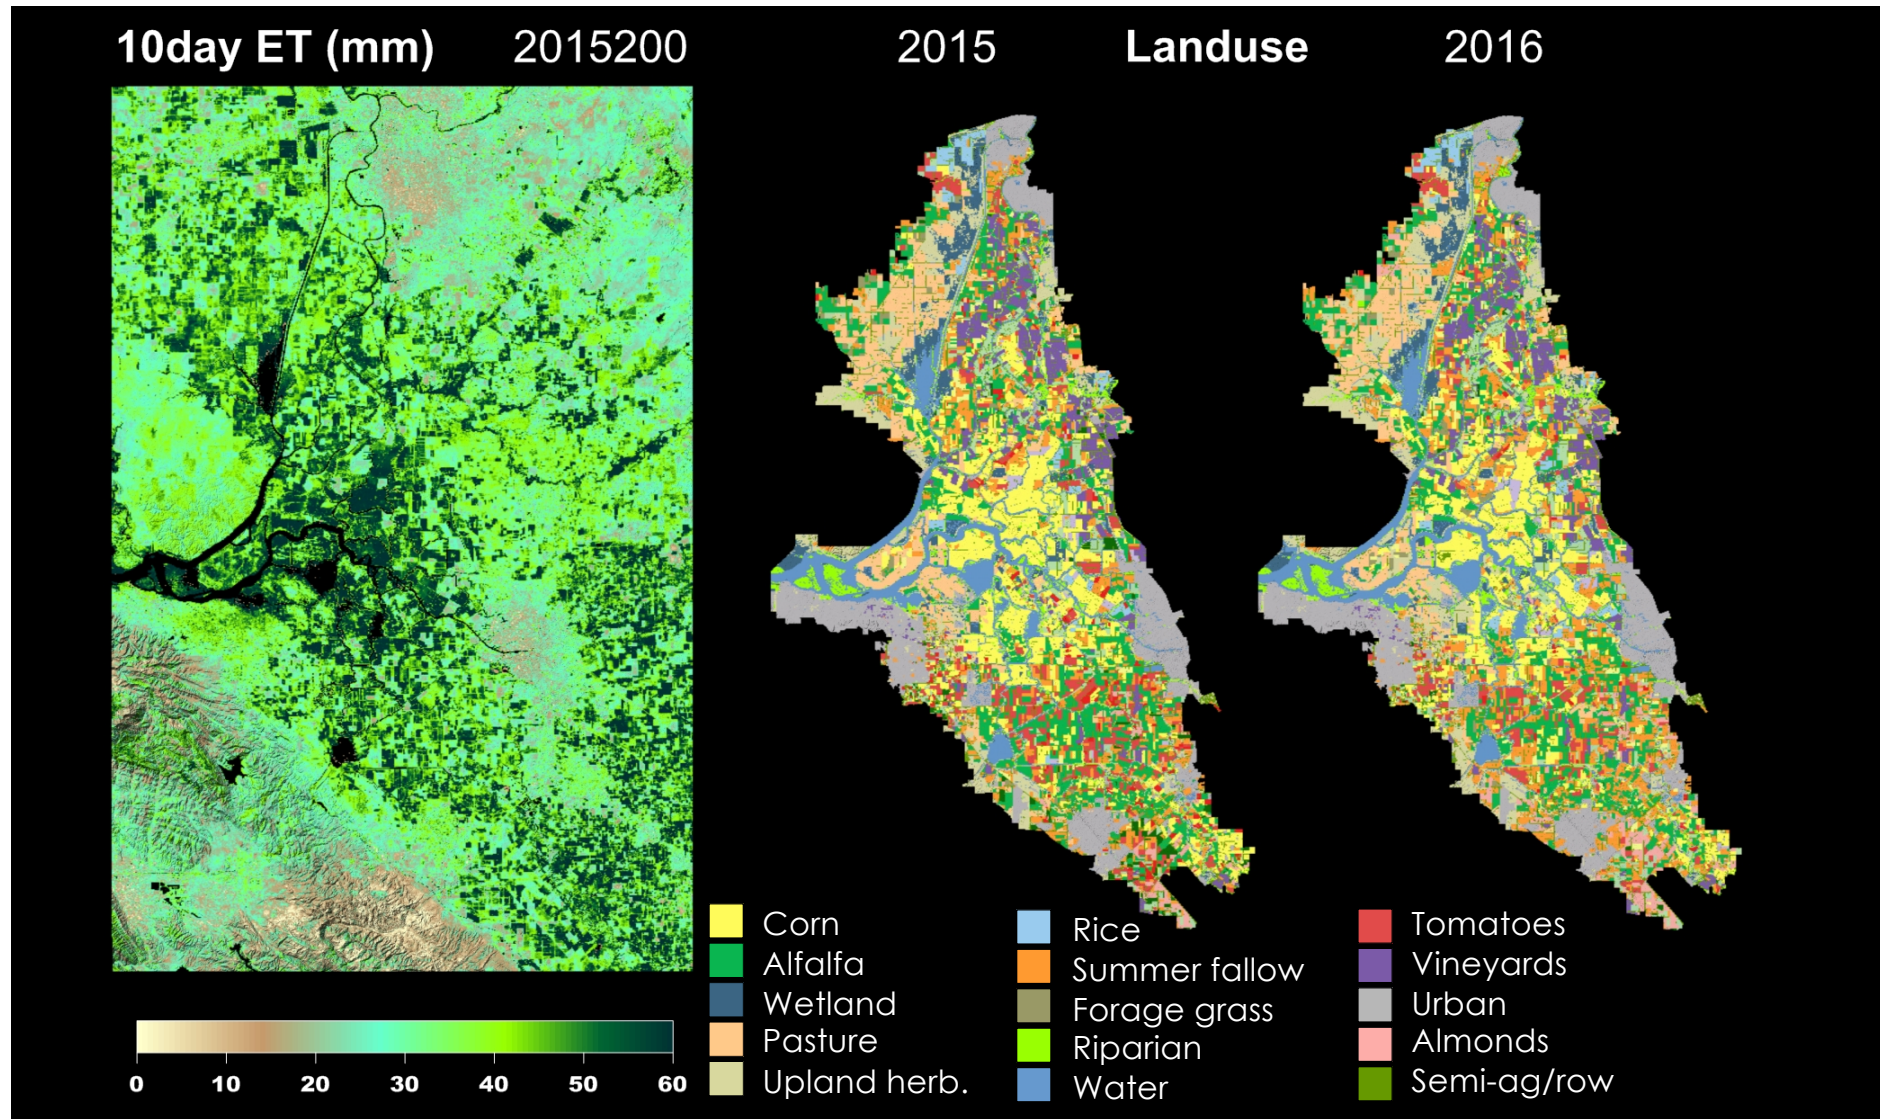 10day ET (mm) 2015200 2015 Landuse 2016
0 10 20 30 40 50 60
Corn
Alfalfa
Wetland
Pasture
Upland herb.
Rice
Summer fallow
Forage grass
Riparian
Water
Tomatoes
Vineyards
Urban
Almonds
Semi-ag/row